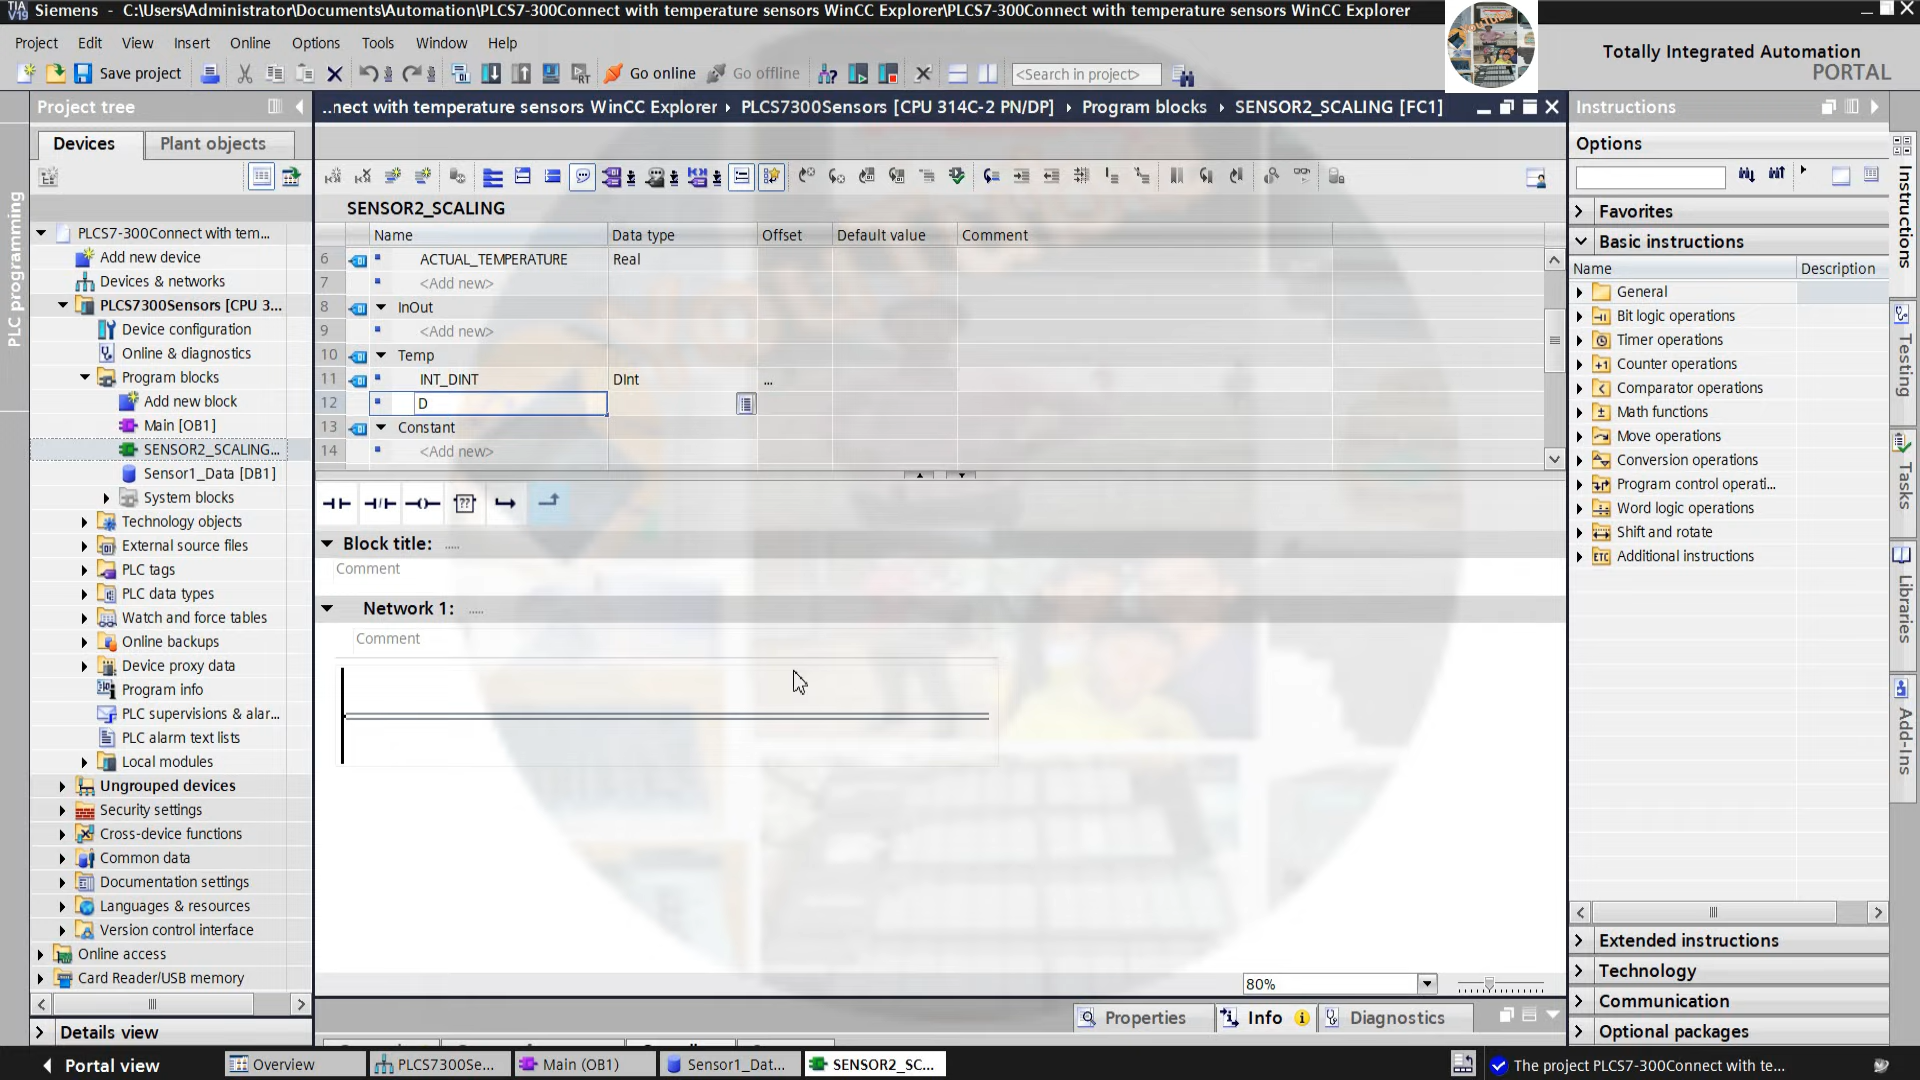 Siemens - C:\Users\Administrator\Documents\Automation\PLCS7-300Connect with temperature sensors WinCC Explorer\PLCS7-300Connect with temperature sensors WinCC Explorer
TIA V19
Project Edit View Insert Online Options Tools Window Help
Totally Integrated Automation
PORTAL
Save project
Go online
Go offline
<Search in project>
Project tree
...nnect with temperature sensors WinCC Explorer PLCS7300Sensors [CPU 314C-2 PN/DP] Program blocks SENSOR2_SCALING [FC1]
Instructions
Devices
Plant objects
Options
SENSOR2_SCALING
Name Data type Offset Default value Comment
6 ACTUAL_TEMPERATURE Real
7 <Add new>
8 InOut
9 <Add new>
10 Temp
11 INT_DINT DInt ...
12 D
13 Constant
14 <Add new>
Block title: .....
Comment
Network 1: .....
Comment
80%
Properties
Info
Diagnostics
PLC programming
PLCS7-300Connect with tem...
Add new device
Devices & networks
PLCS7300Sensors [CPU 3...
Device configuration
Online & diagnostics
Program blocks
Add new block
Main [OB1]
SENSOR2_SCALING...
Sensor1_Data [DB1]
System blocks
Technology objects
External source files
PLC tags
PLC data types
Watch and force tables
Online backups
Device proxy data
Program info
PLC supervisions & alar...
PLC alarm text lists
Local modules
Ungrouped devices
Security settings
Cross-device functions
Common data
Documentation settings
Languages & resources
Version control interface
Online access
Card Reader/USB memory
Details view
Favorites
Basic instructions
Name Description
General
Bit logic operations
Timer operations
Counter operations
Comparator operations
Math functions
Move operations
Conversion operations
Program control operati...
Word logic operations
Shift and rotate
Additional instructions
Extended instructions
Technology
Communication
Optional packages
Instructions
Testing
Tasks
Libraries
Add-Ins
Portal view
Overview
PLCS7300Se...
Main (OB1)
Sensor1_Dat...
SENSOR2_SC...
The project PLCS7-300Connect with te...